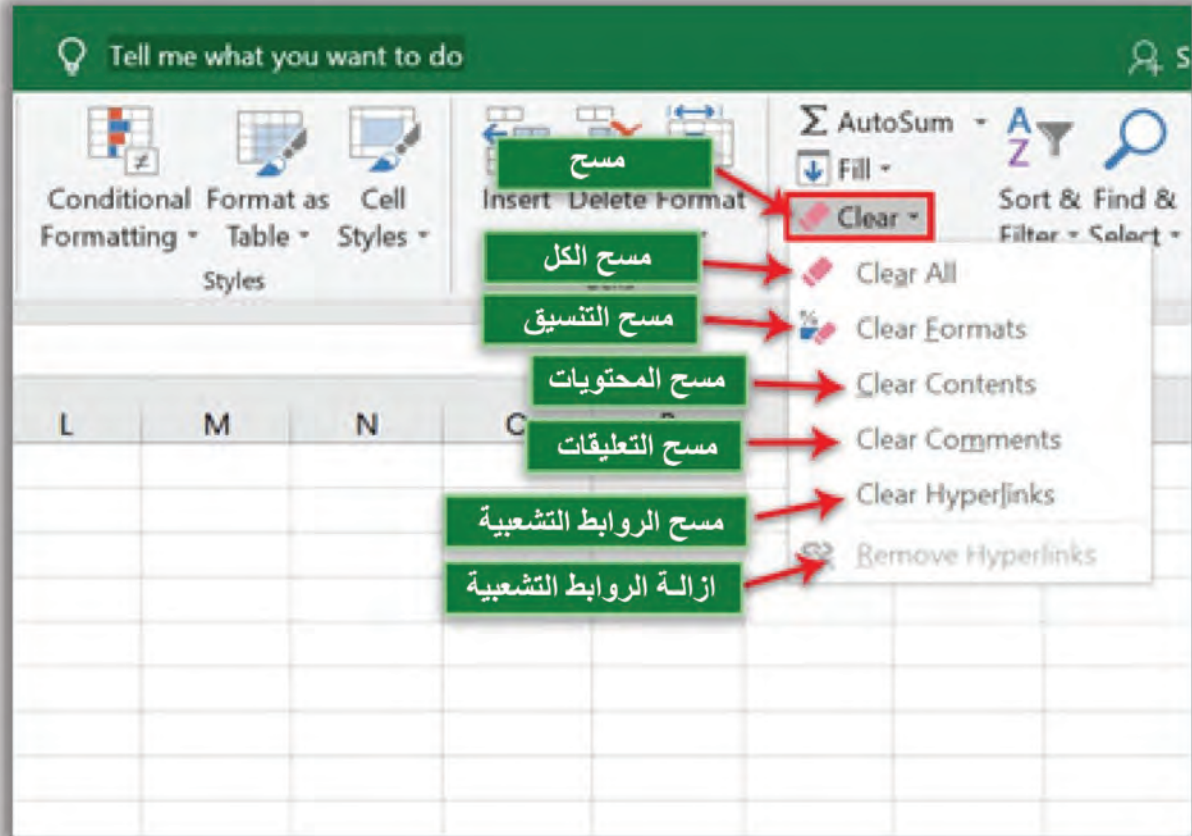 Tell me what you want to do
S
Conditional Formatting
Format as Table
Cell Styles
Styles
Insert
Delete
Format
AutoSum
Fill
Clear
Sort & Filter
Find & Select
مسح
مسح الكل
Clear All
مسح التنسيق
Clear Formats
مسح المحتويات
Clear Contents
مسح التعليقات
Clear Comments
مسح الروابط التشعبية
Clear Hyperlinks
ازالة الروابط التشعبية
Remove Hyperlinks
L M N